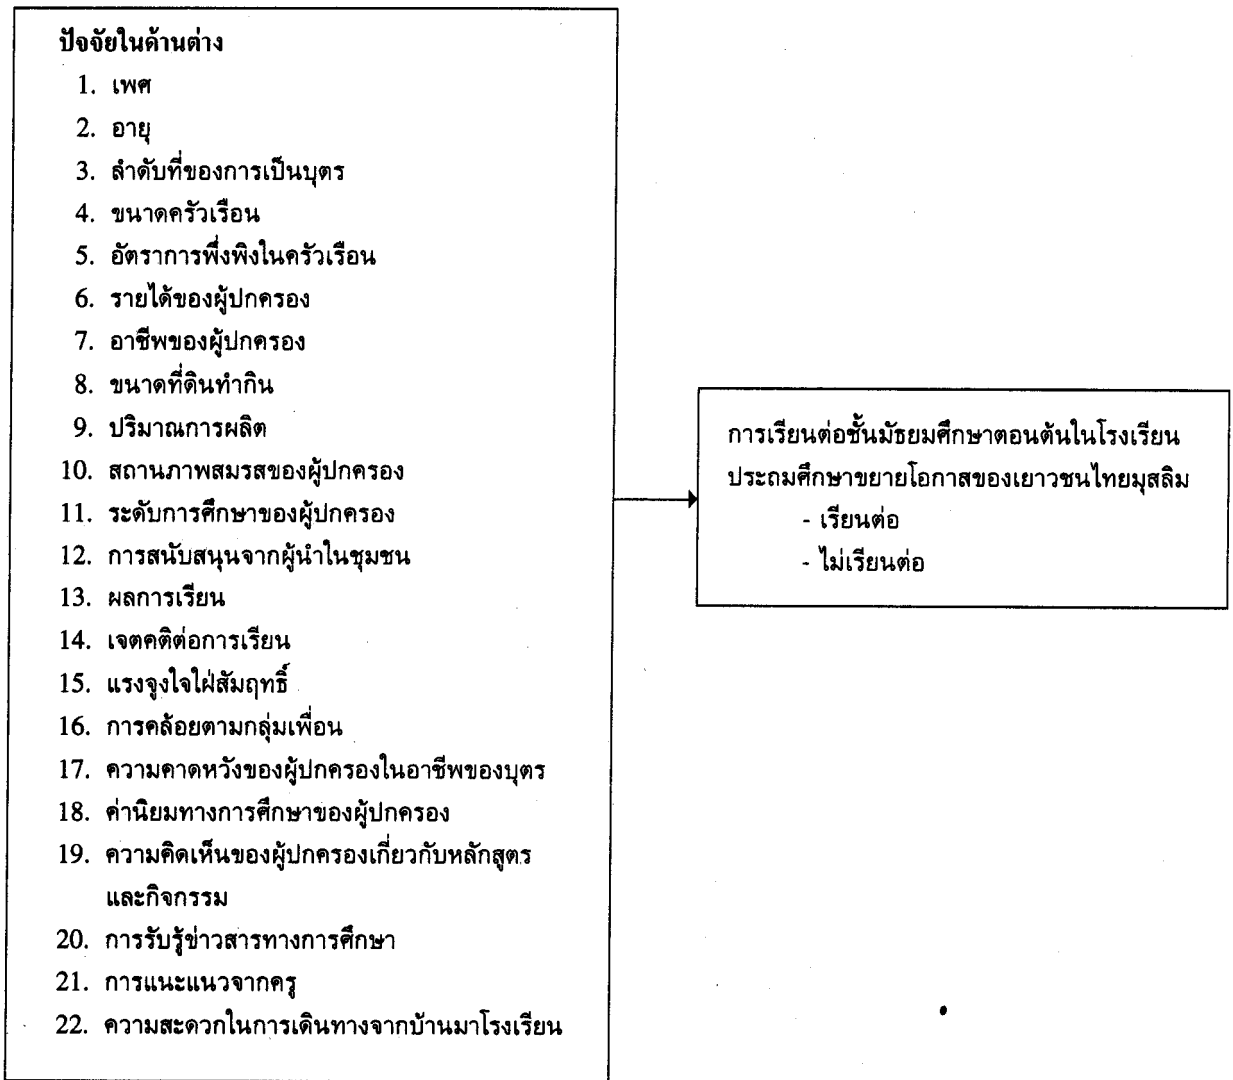 ปัจจัยในด้านต่าง
1. เพศ
2. อายุ
3. ลำดับที่ของการเป็นบุตร
4. ขนาดครัวเรือน
5. อัตราการพึ่งพิงในครัวเรือน
6. รายได้ของผู้ปกครอง
7. อาชีพของผู้ปกครอง
8. ขนาดที่ดินทำกิน
9. ปริมาณการผลิต
10. สถานภาพสมรสของผู้ปกครอง
11. ระดับการศึกษาของผู้ปกครอง
12. การสนับสนุนจากผู้นำในชุมชน
13. ผลการเรียน
14. เจตคติต่อการเรียน
15. แรงจูงใจใฝ่สัมฤทธิ์
16. การคล้อยตามกลุ่มเพื่อน
17. ความคาดหวังของผู้ปกครองในอาชีพของบุตร
18. ค่านิยมทางการศึกษาของผู้ปกครอง
19. ความคิดเห็นของผู้ปกครองเกี่ยวกับหลักสูตร
และกิจกรรม
20. การรับรู้ข่าวสารทางการศึกษา
21. การแนะแนวจากครู
22. ความสะดวกในการเดินทางจากบ้านมาโรงเรียน
การเรียนต่อชั้นมัธยมศึกษาตอนต้นในโรงเรียน
ประถมศึกษาขยายโอกาสของเยาวชนไทยมุสลิม
- เรียนต่อ
- ไม่เรียนต่อ